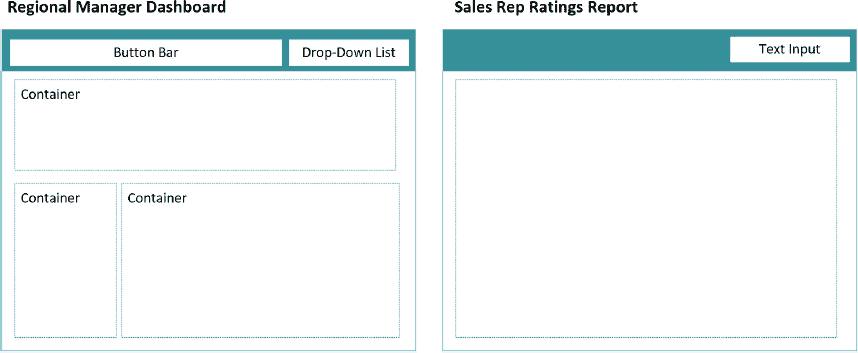 Regional Manager Dashboard
Sales Rep Ratings Report
Button Bar
Drop-Down List
Text Input
Container
Container
Container